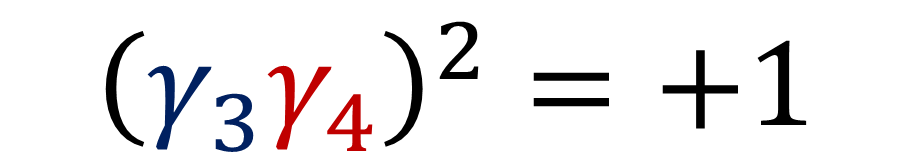 (γ₃γ₄)² = +1